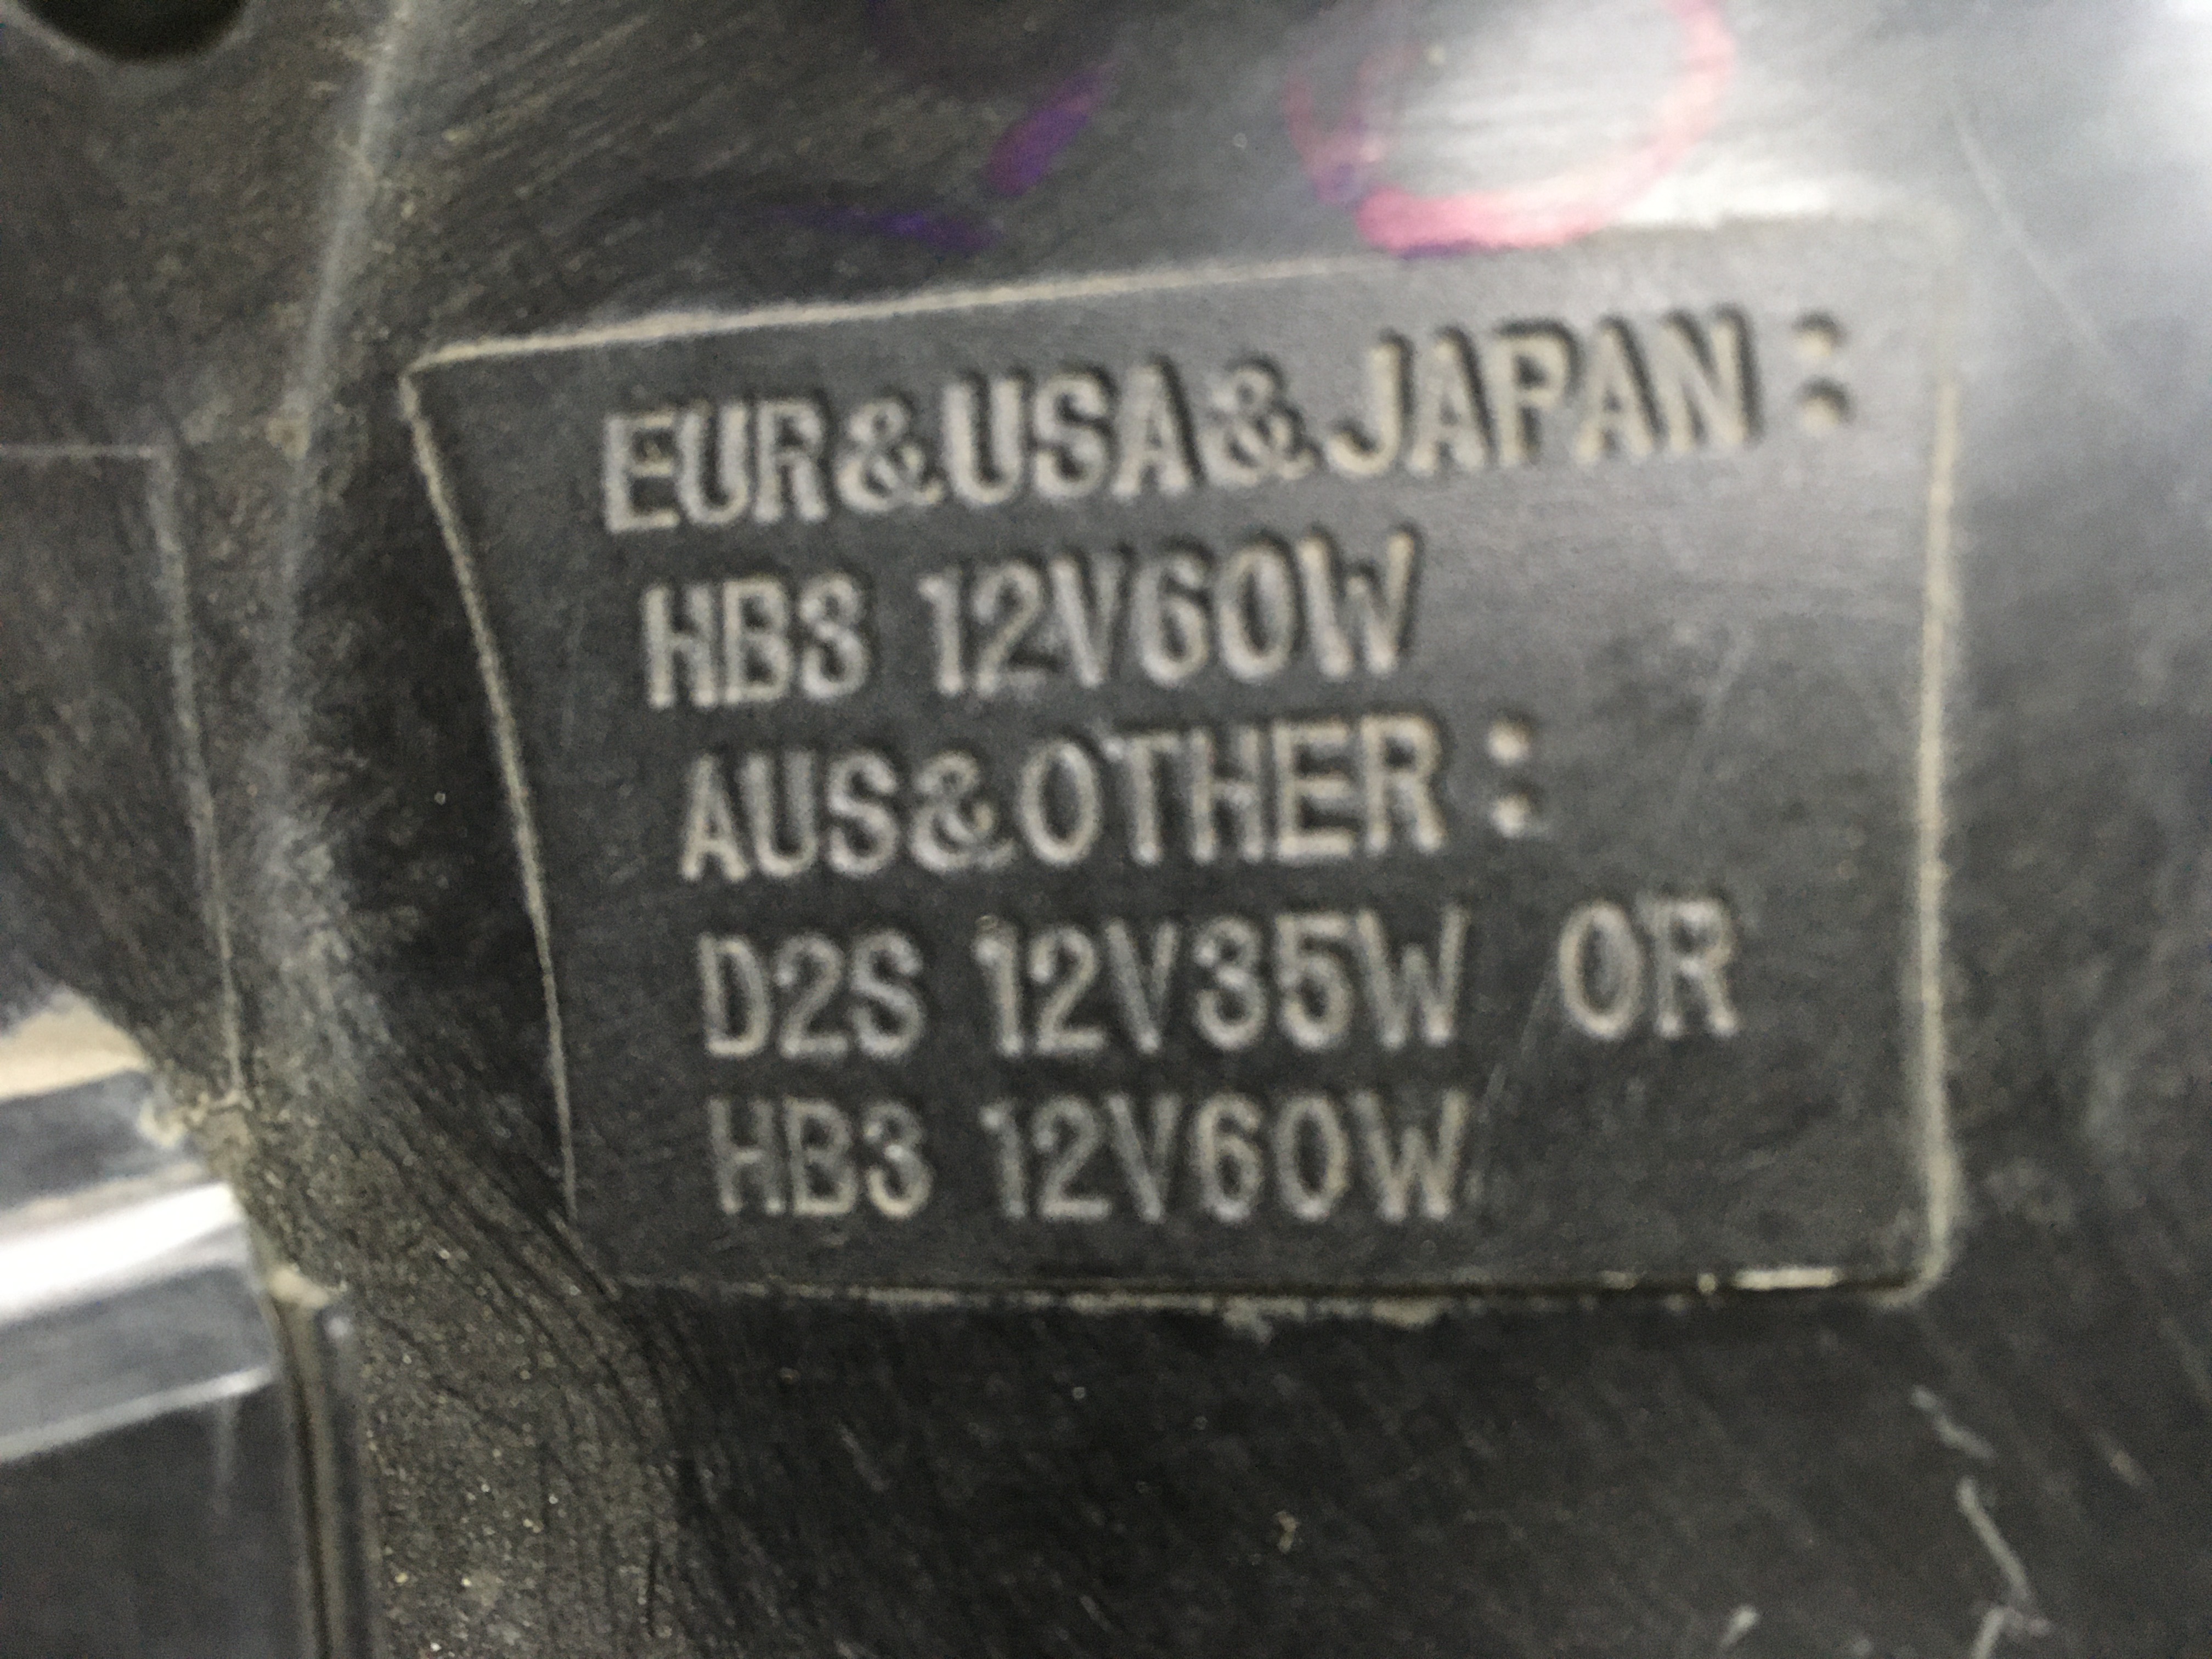 EUR&USA&JAPAN:
HB3 12V60W
AUS&OTHER:
D2S 12V35W OR
HB3 12V60W